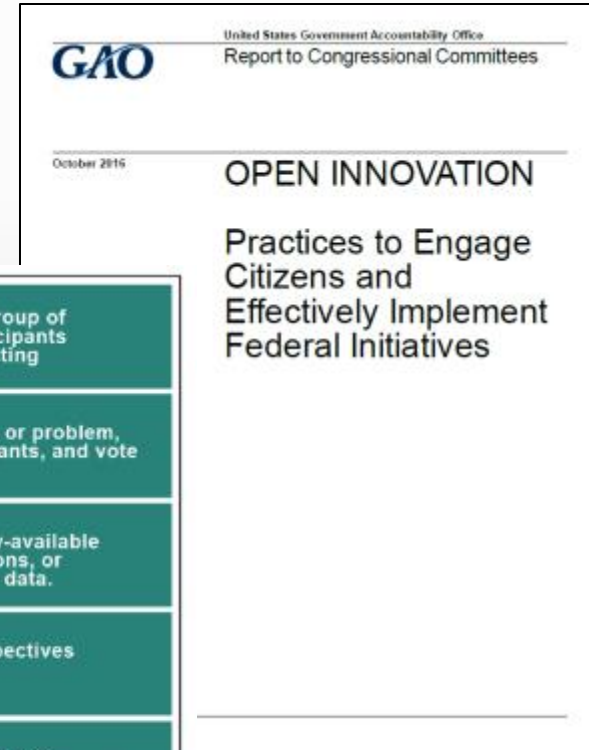 United States Government Accountability Office
GAO
Report to Congressional Committees
October 2016
OPEN INNOVATION
Practices to Engage
Citizens and
Effectively Implement
Federal Initiatives
roup of
cipants
ting
or problem,
ants, and vote
-available
ons, or
data.
pectives